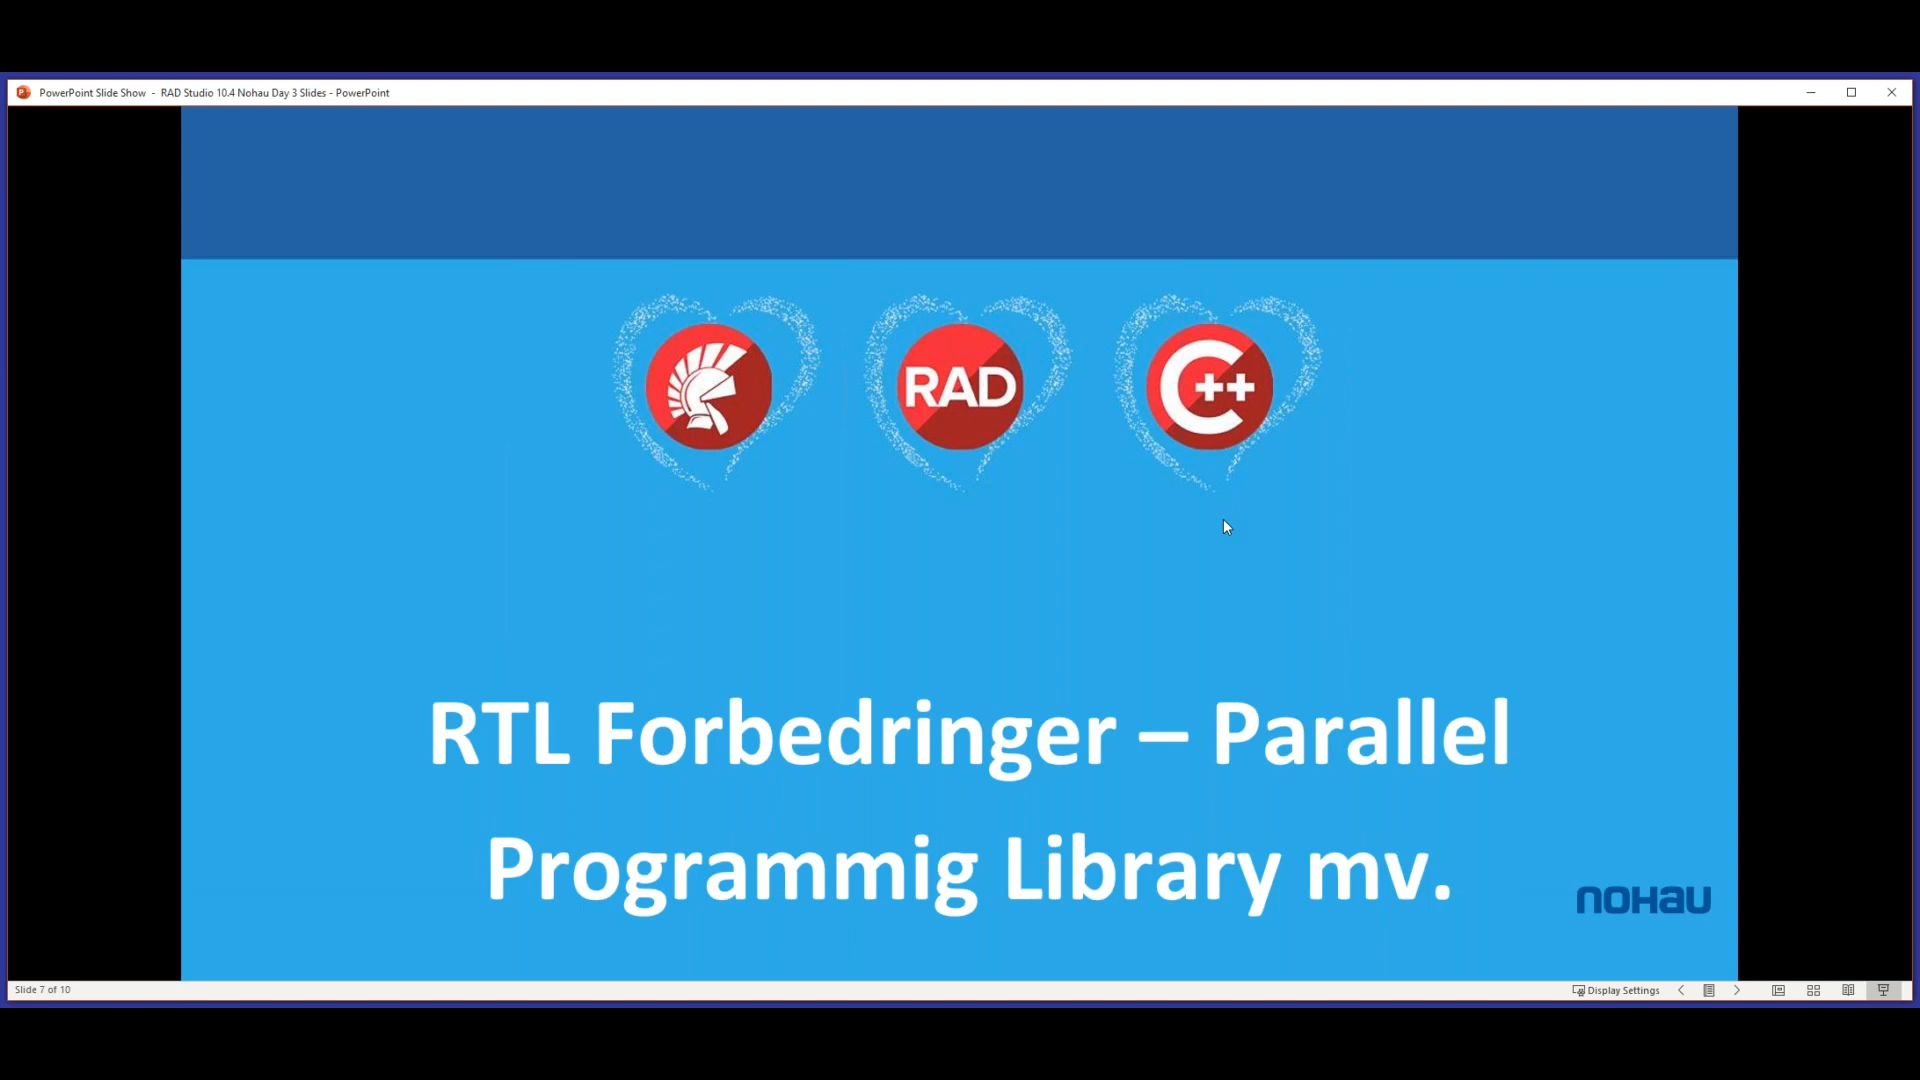 PowerPoint Slide Show - RAD Studio 10.4 Nohau Day 3 Slides - PowerPoint
RAD
C++
RTL Forbedringer – Parallel
Programmig Library mv.
noHau
Slide 7 of 10
Display Settings